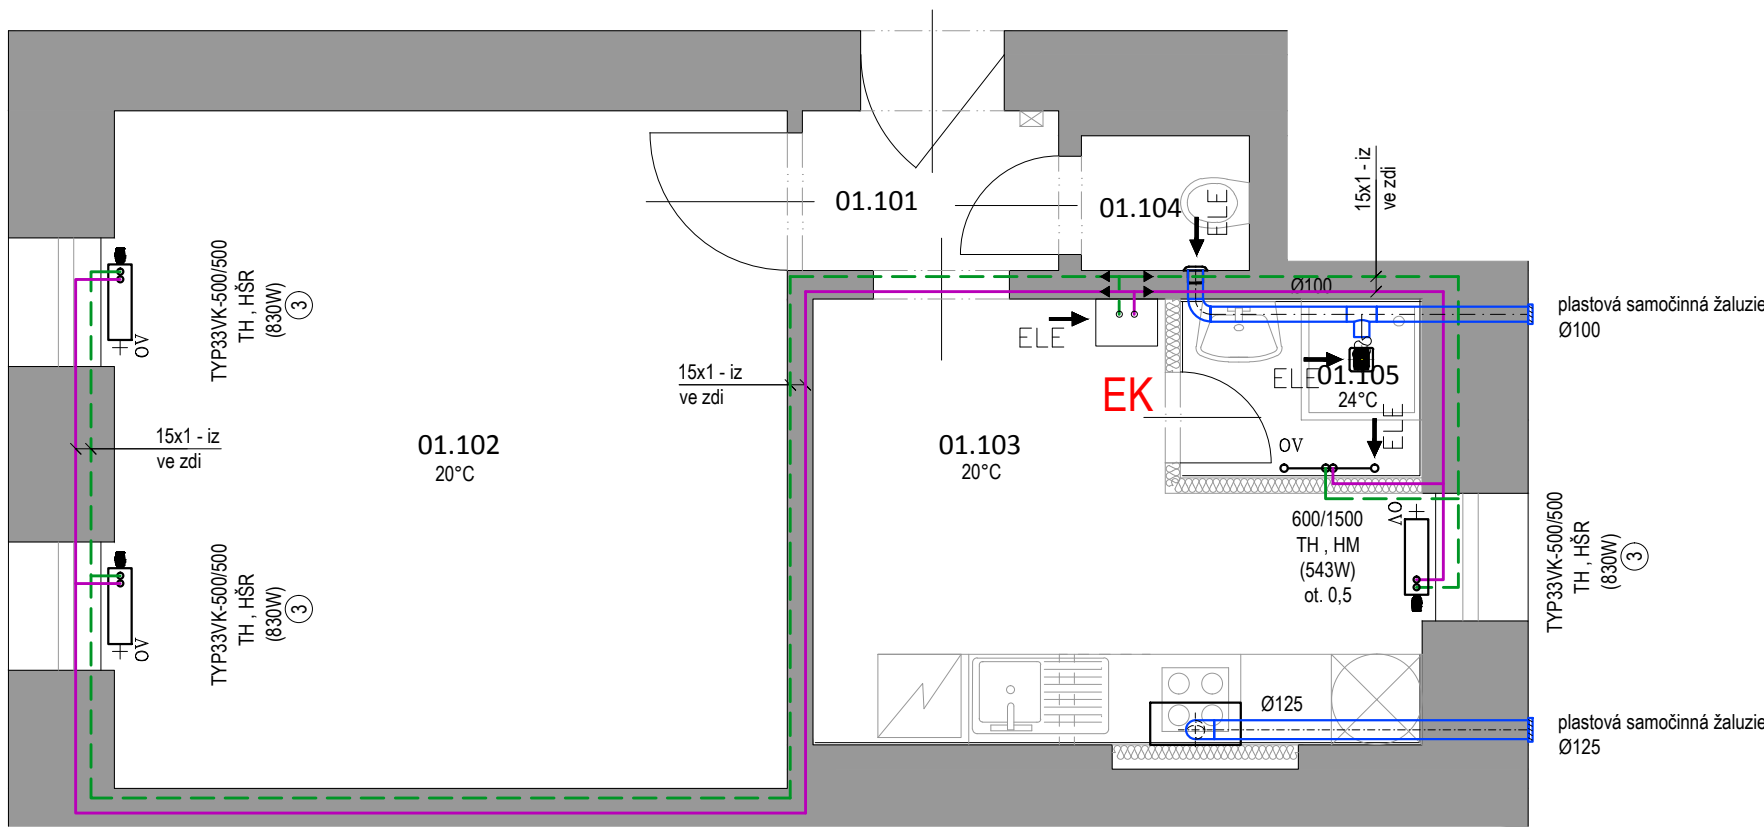 01.101
01.104
ELE
15x1 - iz
ve zdi
Ø100
plastová samočinná žaluzie
Ø100
TYP33VK-500/500
TH , HŠR
(830W)
3
OV
ELE
ELE
01.105
24°C
ELE
EK
15x1 - iz
ve zdi
15x1 - iz
ve zdi
01.102
20°C
01.103
20°C
OV
OV
600/1500
TH , HM
(543W)
ot. 0,5
TYP33VK-500/500
TH , HŠR
(830W)
3
TYP33VK-500/500
TH , HŠR
(830W)
3
OV
Ø125
plastová samočinná žaluzie
Ø125